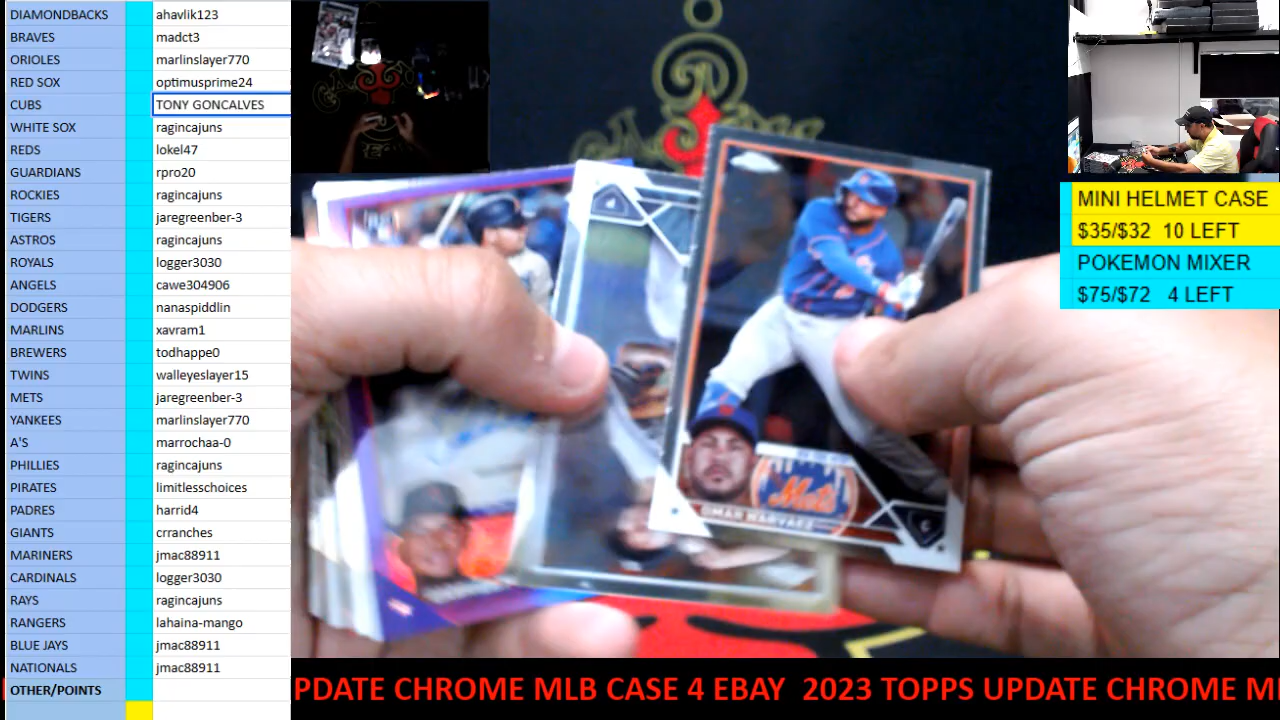 DIAMONDBACKS ahavlik123
BRAVES madct3
ORIOLES marlinslayer770
RED SOX optimusprime24
CUBS TONY GONCALVES
WHITE SOX ragincajuns
REDS lokel47
GUARDIANS rpro20
ROCKIES ragincajuns
TIGERS jaregreenber-3
ASTROS ragincajuns
ROYALS logger3030
ANGELS cawe304906
DODGERS nanaspiddlin
MARLINS xavram1
BREWERS todhappe0
TWINS walleyeslayer15
METS jaregreenber-3
YANKEES marlinslayer770
A'S marrochaa-0
PHILLIES ragincajuns
PIRATES limitlesschoices
PADRES harrid4
GIANTS crranches
MARINERS jmac88911
CARDINALS logger3030
RAYS ragincajuns
RANGERS lahaina-mango
BLUE JAYS jmac88911
NATIONALS jmac88911
OTHER/POINTS
MINI HELMET CASE
$35/$32 10 LEFT
POKEMON MIXER
$75/$72 4 LEFT
Mets
OMAR NARVAEZ
PDATE CHROME MLB CASE 4 EBAY 2023 TOPPS UPDATE CHROME M